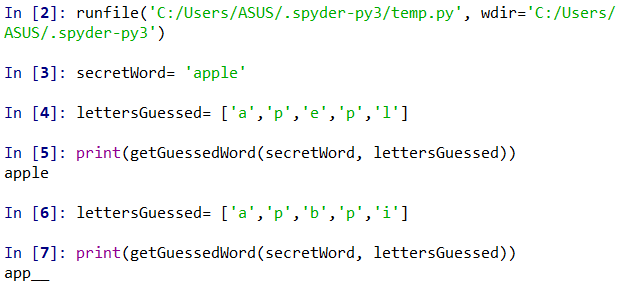 In [2]: runfile('C:/Users/ASUS/.spyder-py3/temp.py', wdir='C:/Users/
ASUS/.spyder-py3')
In [3]: secretWord= 'apple'
In [4]: lettersGuessed= ['a','p','e','p','l']
In [5]: print(getGuessedWord(secretWord, lettersGuessed))
apple
In [6]: lettersGuessed= ['a','p','b','p','i']
In [7]: print(getGuessedWord(secretWord, lettersGuessed))
app__